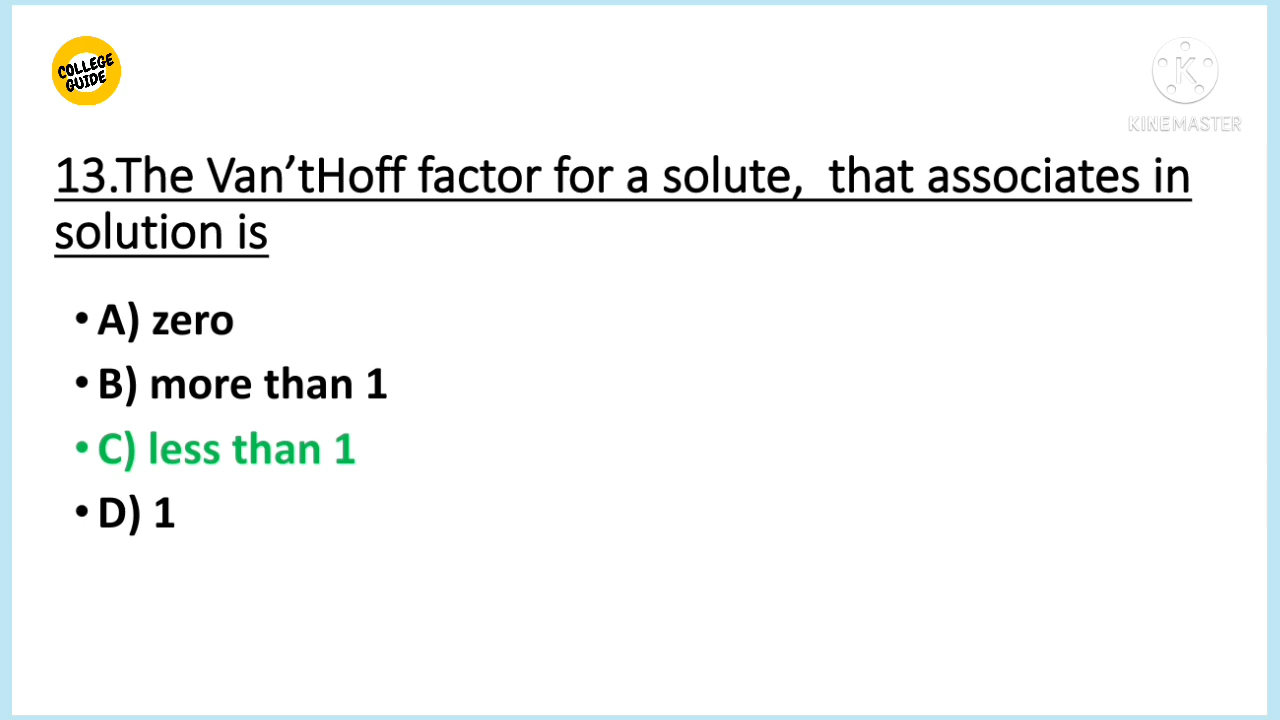 COLLEGE
GUIDE
K
KINEMASTER
13.The Van’tHoff factor for a solute,  that associates in
solution is
• A) zero
• B) more than 1
• C) less than 1
• D) 1